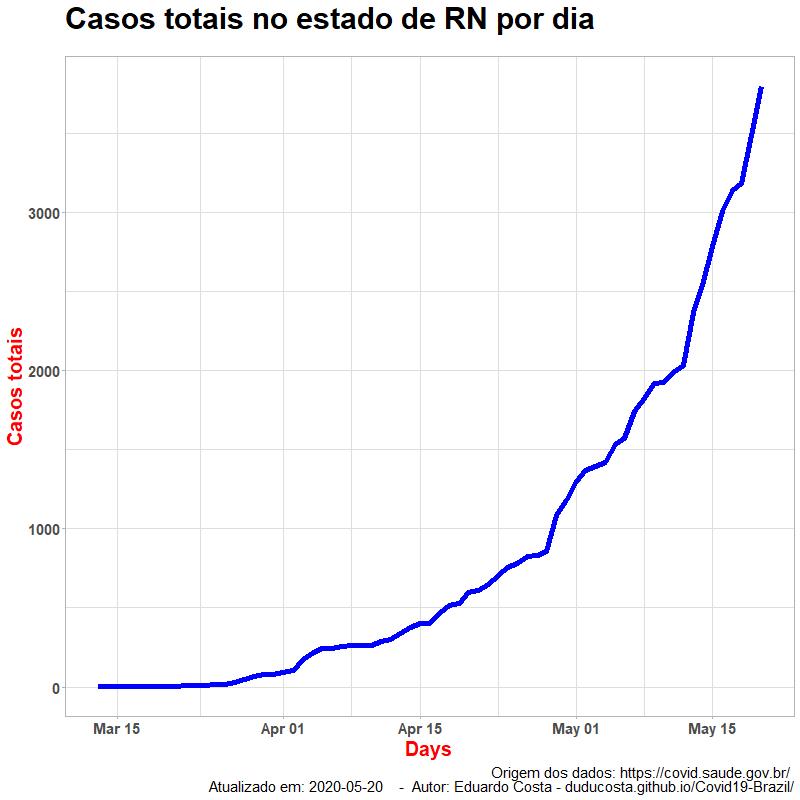 Casos totais no estado de RN por dia
Casos totais
3000
2000
1000
0
Mar 15 Apr 01 Apr 15 May 01 May 15
Days
Origem dos dados: https://covid.saude.gov.br/
Atualizado em: 2020-05-20 - Autor: Eduardo Costa - duducosta.github.io/Covid19-Brazil/